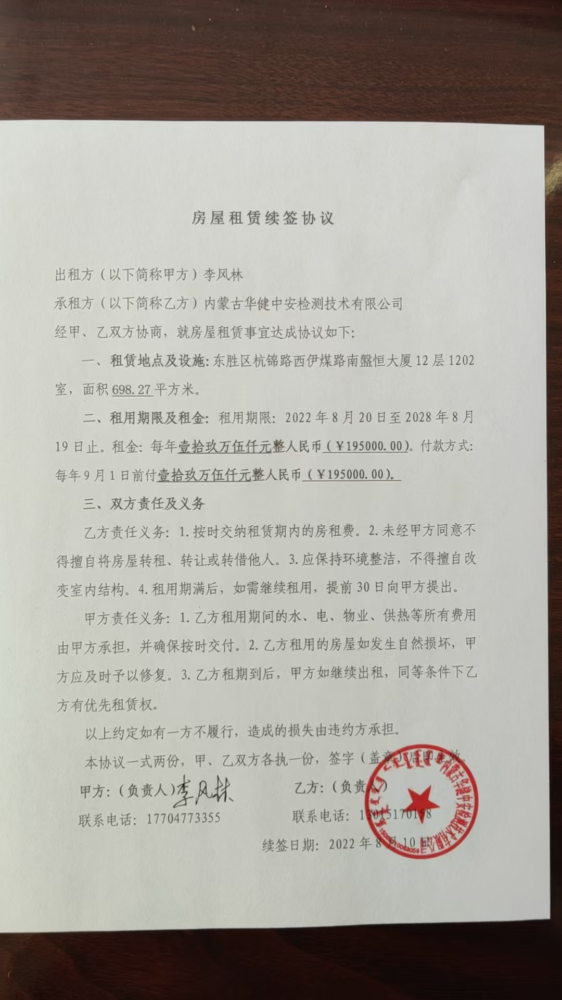 房屋租赁续签协议
出租方（以下简称甲方）李风林
承租方（以下简称乙方）内蒙古华健中安检测技术有限公司
经甲、乙双方协商，就房屋租赁事宜达成协议如下：
一、租赁地点及设施：东胜区杭锦路西伊煤路南盤恒大厦 12 层 1202
室，面积 698.27 平方米。
二、租用期限及租金：租用期限：2022 年 8 月 20 日至 2028 年 8 月
19 日止。租金：每年壹拾玖万伍仟元整人民币（¥195000.00）。付款方式：
每年 9 月 1 日前付壹拾玖万伍仟元整人民币（¥195000.00）。
三、双方责任及义务
乙方责任义务：1.按时交纳租赁期内的房租费。2.未经甲方同意不
得擅自将房屋转租、转让或转借他人。3.应保持环境整洁，不得擅自改
变室内结构。4.租用期满后，如需继续租用，提前 30 日向甲方提出。
甲方责任义务：1.乙方租用期间的水、电、物业、供热等所有费用
由甲方承担，并确保按时交付。2.乙方租用的房屋如发生自然损坏，甲
方应及时予以修复。3.乙方租期到后，甲方如继续出租，同等条件下乙
方有优先租赁权。
以上约定如有一方不履行，造成的损失由违约方承担。
本协议一式两份，甲、乙双方各执一份，签字（盖章）后即生效。
甲方：（负责人）李风林
乙方：（负责人）
联系电话：17704773355
联系电话：13015170158
续签日期：2022 年 8 月 10 日
内蒙古华健中安检测技术有限公司